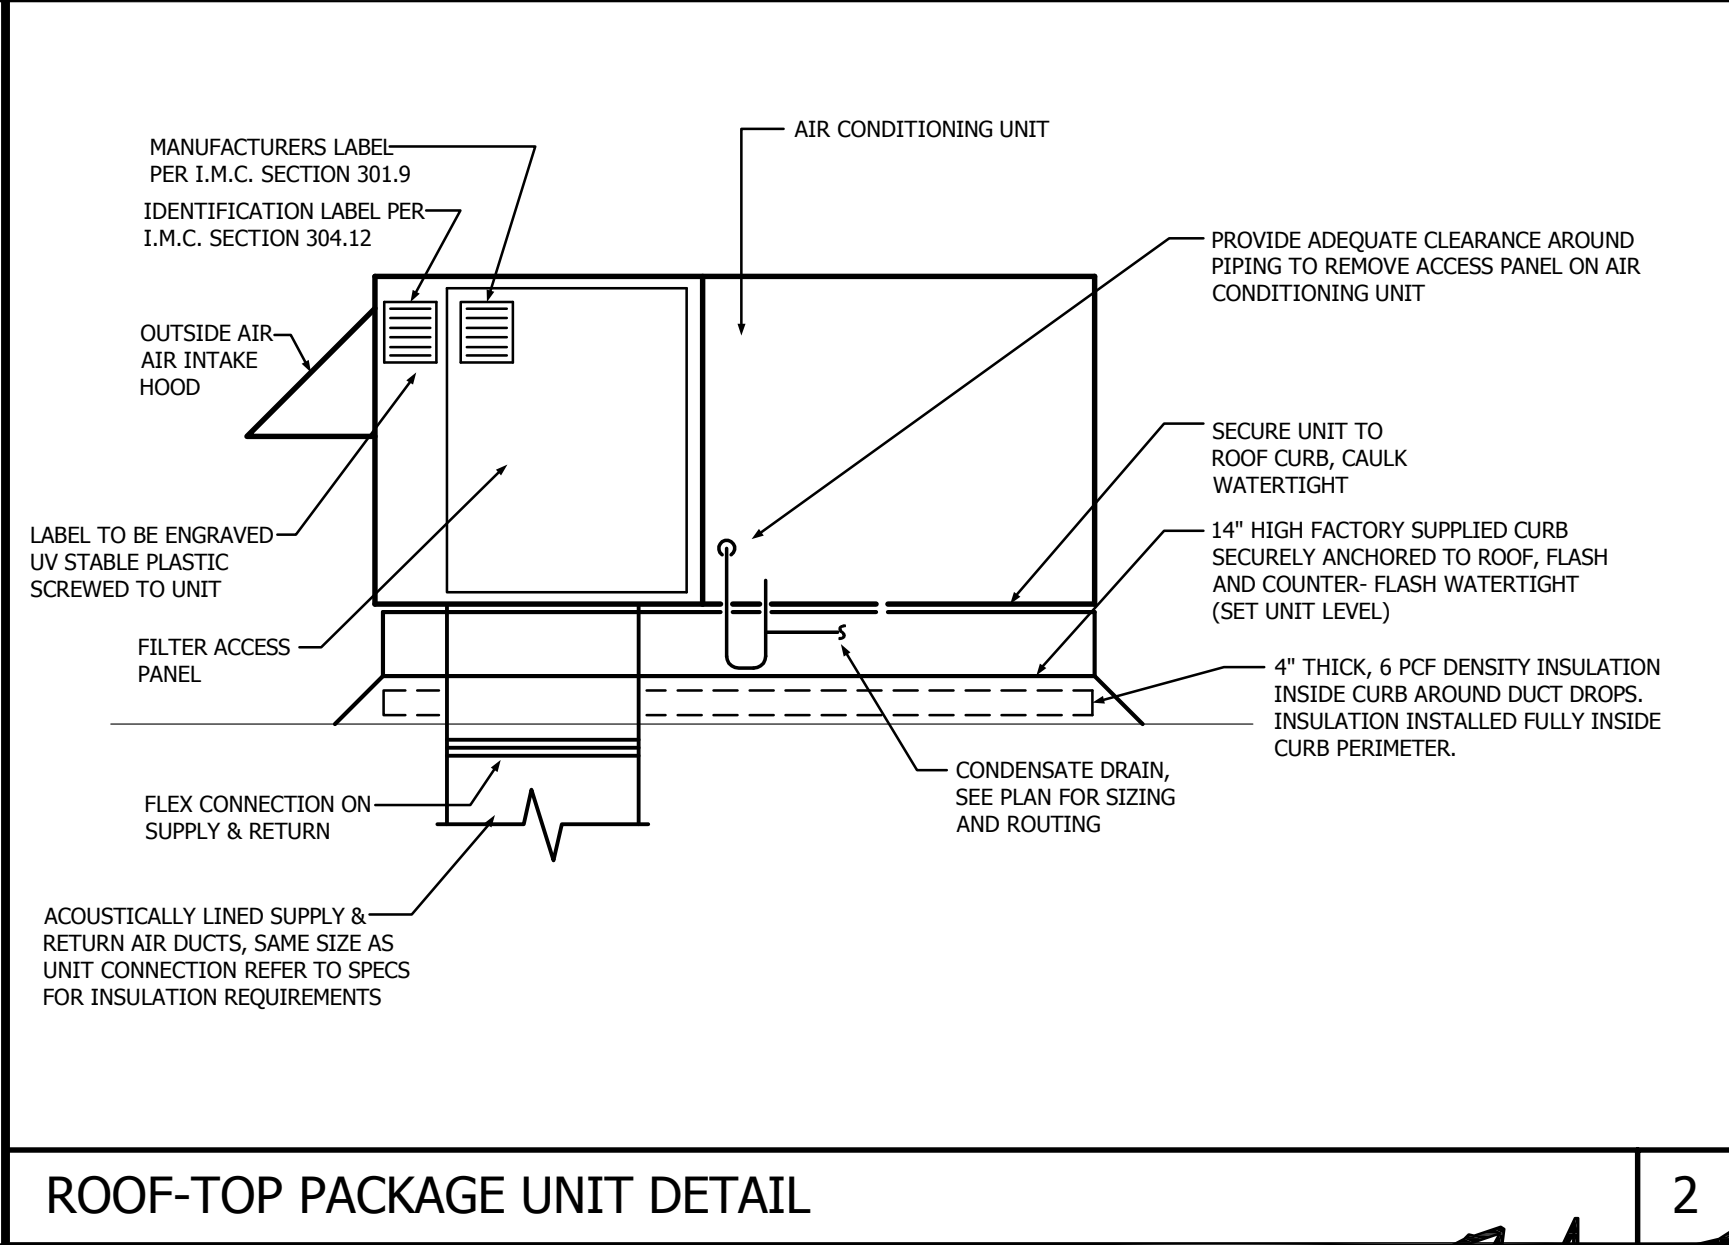 MANUFACTURERS LABEL
PER I.M.C. SECTION 301.9
IDENTIFICATION LABEL PER
I.M.C. SECTION 304.12
OUTSIDE AIR
AIR INTAKE
HOOD
LABEL TO BE ENGRAVED
UV STABLE PLASTIC
SCREWED TO UNIT
FILTER ACCESS
PANEL
FLEX CONNECTION ON
SUPPLY & RETURN
ACOUSTICALLY LINED SUPPLY &
RETURN AIR DUCTS, SAME SIZE AS
UNIT CONNECTION REFER TO SPECS
FOR INSULATION REQUIREMENTS
AIR CONDITIONING UNIT
PROVIDE ADEQUATE CLEARANCE AROUND
PIPING TO REMOVE ACCESS PANEL ON AIR
CONDITIONING UNIT
SECURE UNIT TO
ROOF CURB, CAULK
WATERTIGHT
14" HIGH FACTORY SUPPLIED CURB
SECURELY ANCHORED TO ROOF, FLASH
AND COUNTER- FLASH WATERTIGHT
(SET UNIT LEVEL)
4" THICK, 6 PCF DENSITY INSULATION
INSIDE CURB AROUND DUCT DROPS.
INSULATION INSTALLED FULLY INSIDE
CURB PERIMETER.
CONDENSATE DRAIN,
SEE PLAN FOR SIZING
AND ROUTING
ROOF-TOP PACKAGE UNIT DETAIL
2